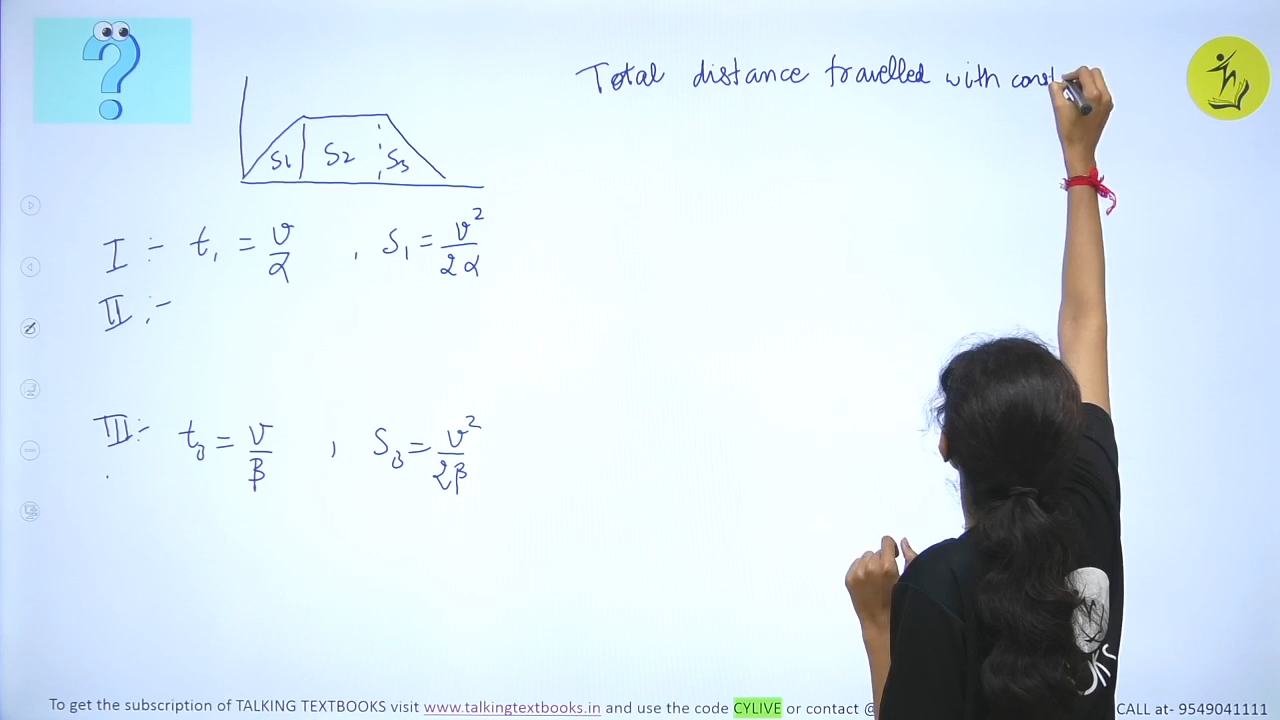 Total distance travelled with const
S1 S2 S3
I :- t1 = v/α , S1 = v²/2α
II :-
III :- t3 = v/β , S3 = v²/2β
To get the subscription of TALKING TEXTBOOKS visit www.talkingtextbooks.in and use the code CYLIVE or contact @ CALL at- 9549041111